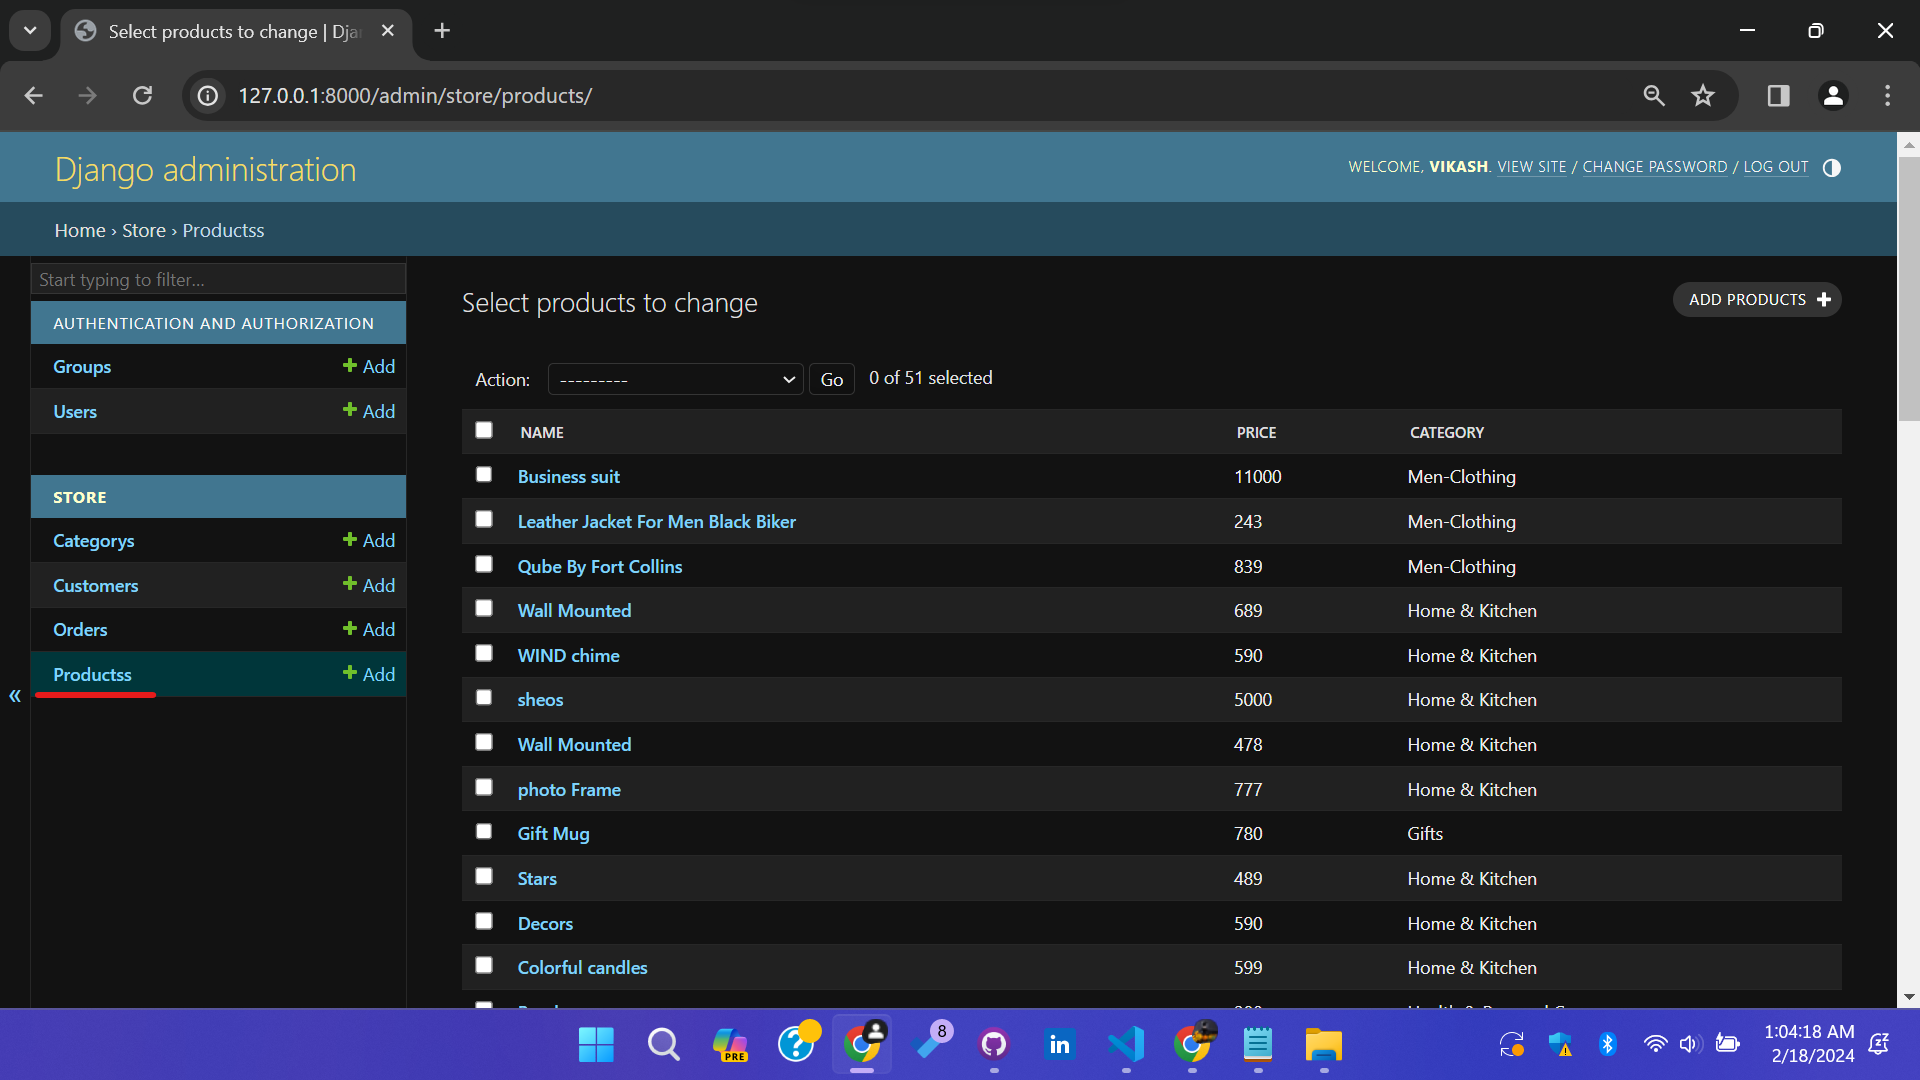 Select products to change | Dja
127.0.0.1:8000/admin/store/products/
Django administration
WELCOME, VIKASH. VIEW SITE / CHANGE PASSWORD / LOG OUT
Home › Store › Productss
Start typing to filter...
AUTHENTICATION AND AUTHORIZATION
Groups + Add
Users + Add
STORE
Categorys + Add
Customers + Add
Orders + Add
Productss + Add
«
Select products to change
ADD PRODUCTS +
Action: --------- Go 0 of 51 selected
NAME PRICE CATEGORY
Business suit 11000 Men-Clothing
Leather Jacket For Men Black Biker 243 Men-Clothing
Qube By Fort Collins 839 Men-Clothing
Wall Mounted 689 Home & Kitchen
WIND chime 590 Home & Kitchen
sheos 5000 Home & Kitchen
Wall Mounted 478 Home & Kitchen
photo Frame 777 Home & Kitchen
Gift Mug 780 Gifts
Stars 489 Home & Kitchen
Decors 590 Home & Kitchen
Colorful candles 599 Home & Kitchen
PRE
8
in
1:04:18 AM
2/18/2024